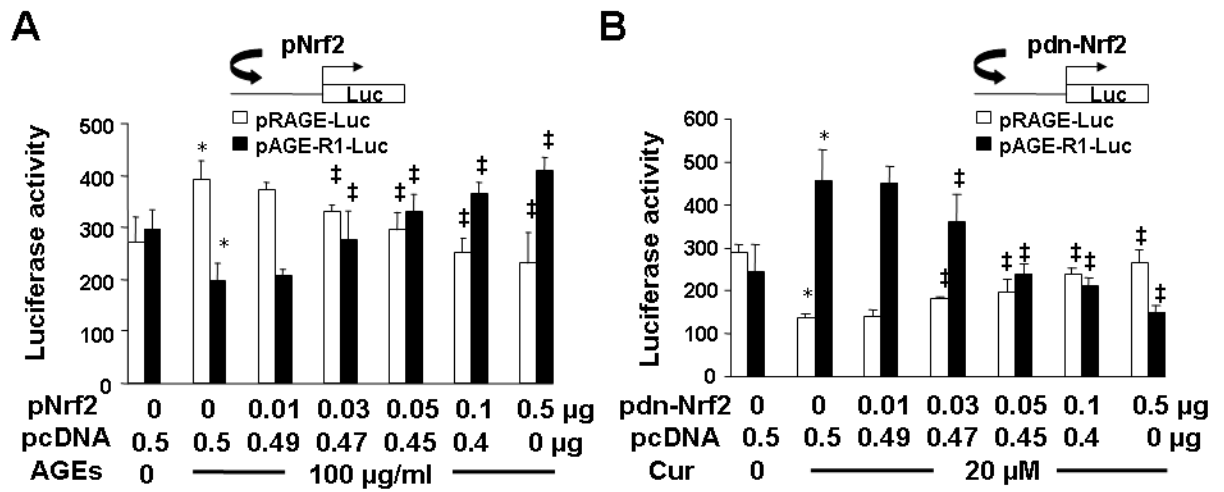 A
pNrf2
Luc
pRAGE-Luc
pAGE-R1-Luc
Luciferase activity
500
400
300
200
100
0
* * ‡ ‡ ‡ ‡ ‡ ‡ ‡ ‡
pNrf2 0 0 0.01 0.03 0.05 0.1 0.5 µg
pcDNA 0.5 0.5 0.49 0.47 0.45 0.4 0 µg
AGEs 0 100 µg/ml
B
pdn-Nrf2
Luc
pRAGE-Luc
pAGE-R1-Luc
Luciferase activity
600
500
400
300
200
100
0
* * ‡ ‡ ‡ ‡ ‡ ‡ ‡ ‡
pdn-Nrf2 0 0 0.01 0.03 0.05 0.1 0.5 µg
pcDNA 0.5 0.5 0.49 0.47 0.45 0.4 0 µg
Cur 0 20 µM